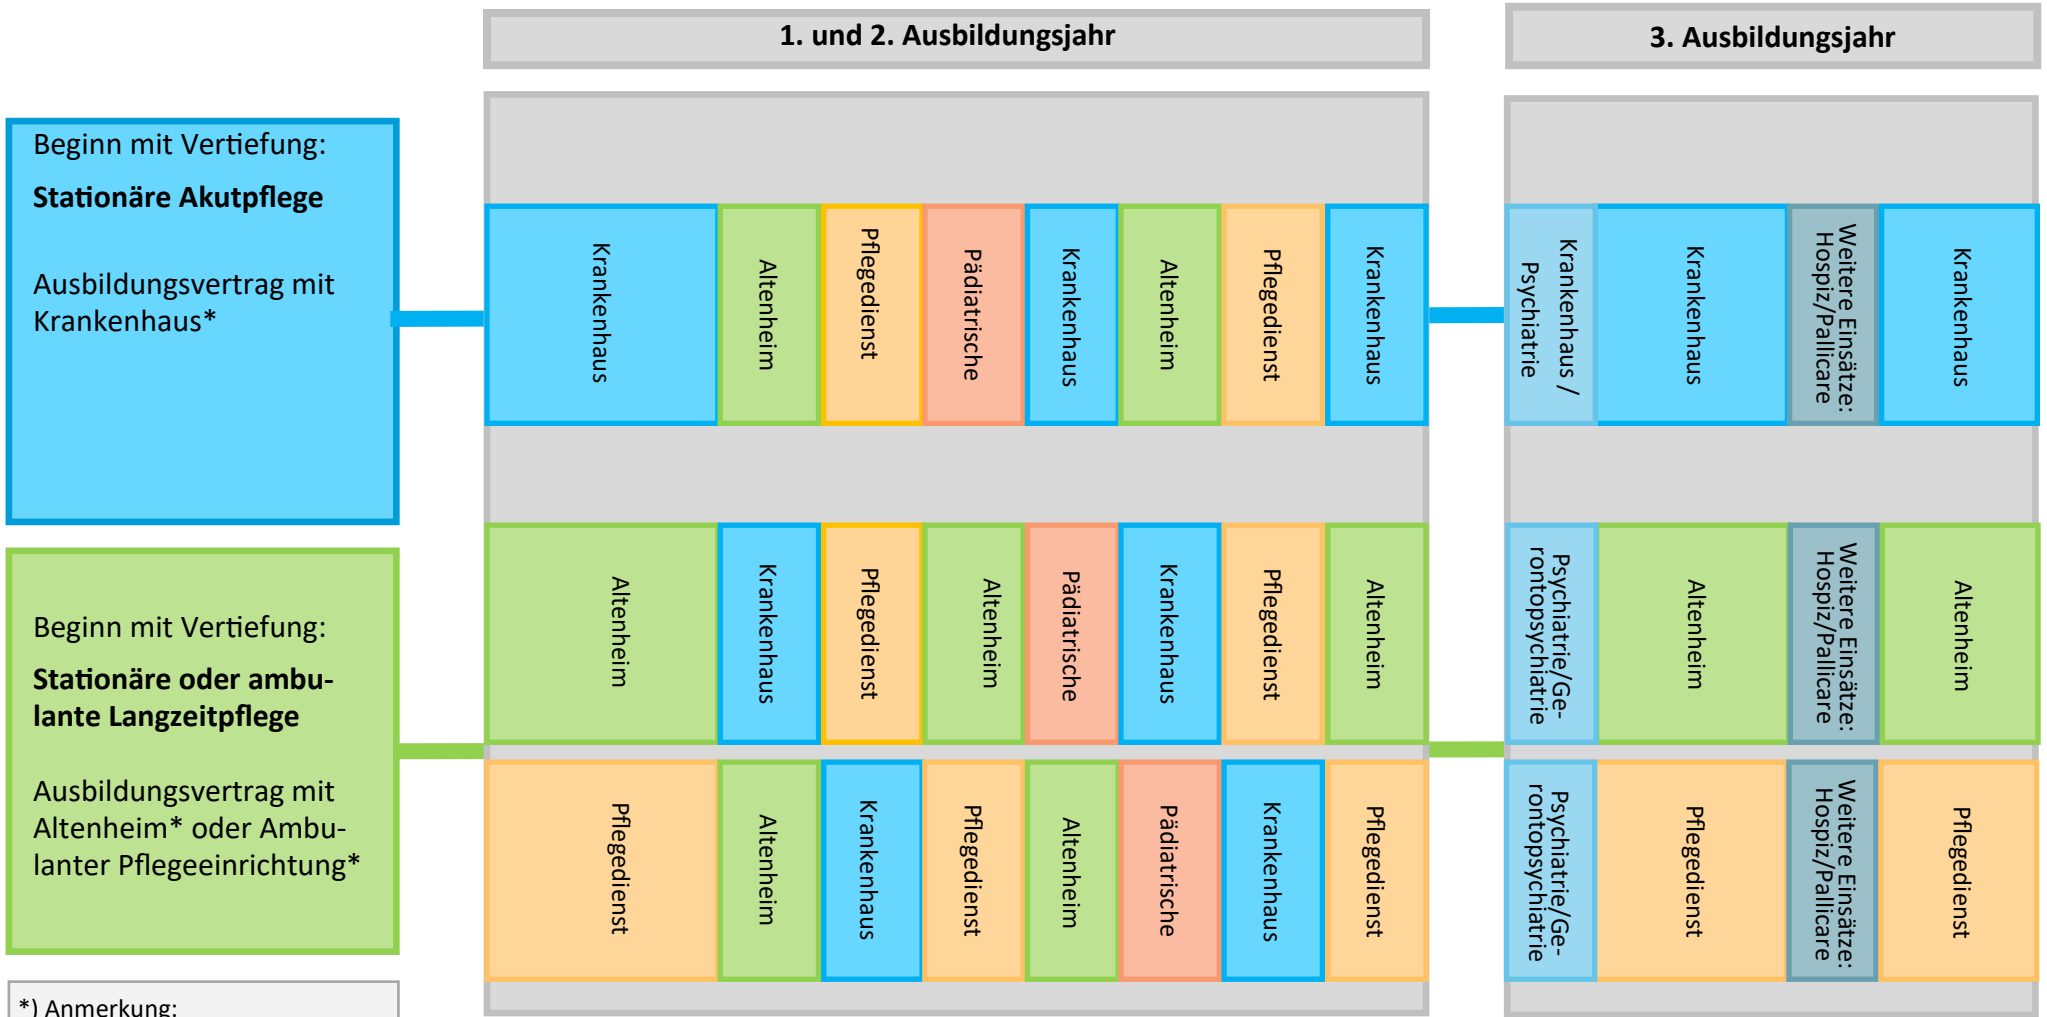 1. und 2. Ausbildungsjahr
3. Ausbildungsjahr
Beginn mit Vertiefung:
Stationäre Akutpflege
Ausbildungsvertrag mit
Krankenhaus*
Krankenhaus
Altenheim
Pflegedienst
Pädiatrische
Krankenhaus
Altenheim
Pflegedienst
Krankenhaus
Krankenhaus /
Psychiatrie
Krankenhaus
Weitere Einsätze:
Hospiz/Pallicare
Krankenhaus
Beginn mit Vertiefung:
Stationäre oder ambu-
lante Langzeitpflege
Ausbildungsvertrag mit
Altenheim* oder Ambu-
lanter Pflegeeinrichtung*
Altenheim
Krankenhaus
Pflegedienst
Altenheim
Pädiatrische
Krankenhaus
Pflegedienst
Altenheim
Psychiatrie/Ge-
rontopsychiatrie
Altenheim
Weitere Einsätze:
Hospiz/Pallicare
Altenheim
Pflegedienst
Altenheim
Krankenhaus
Pflegedienst
Altenheim
Pädiatrische
Krankenhaus
Pflegedienst
Psychiatrie/Ge-
rontopsychiatrie
Pflegedienst
Weitere Einsätze:
Hospiz/Pallicare
Pflegedienst
*) Anmerkung: